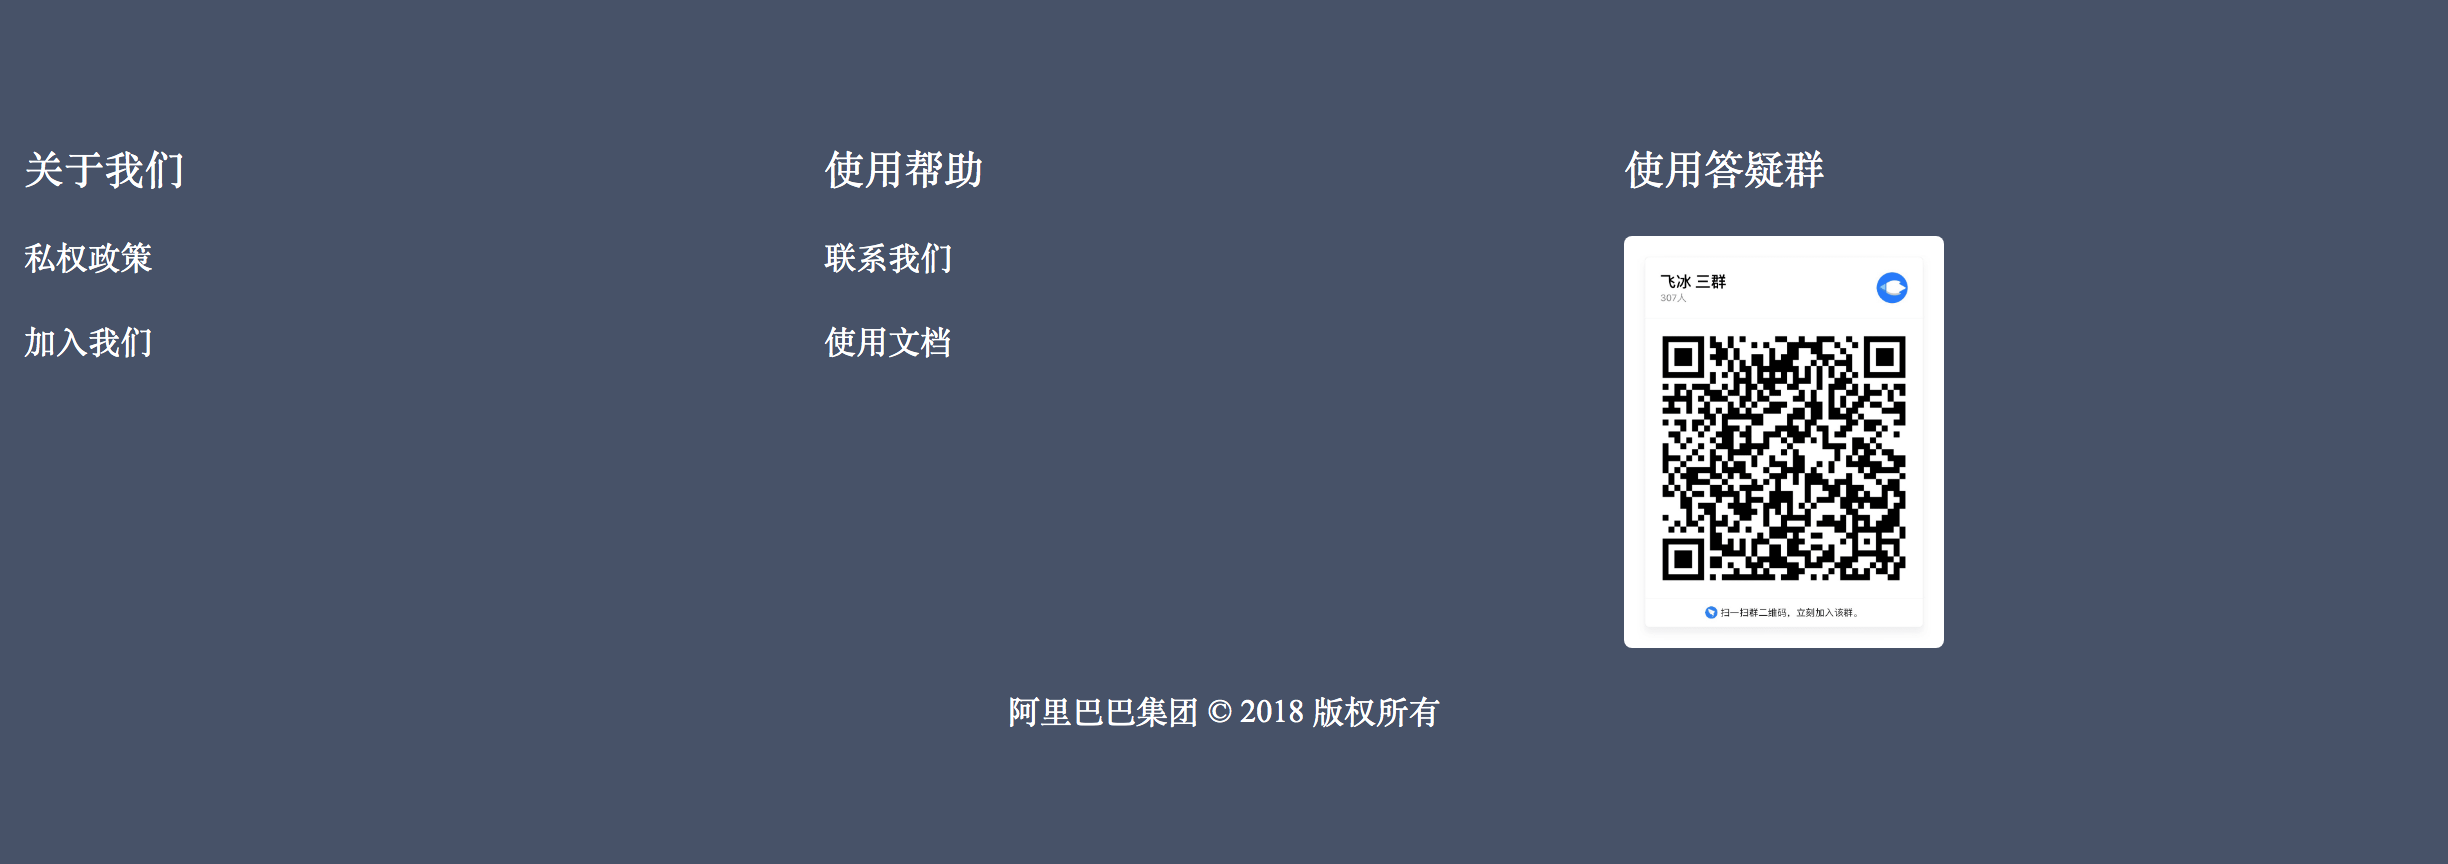 关于我们
私权政策
加入我们
使用帮助
联系我们
使用文档
使用答疑群
飞冰 三群
307人
扫一扫群二维码，立刻加入该群。
阿里巴巴集团 © 2018 版权所有